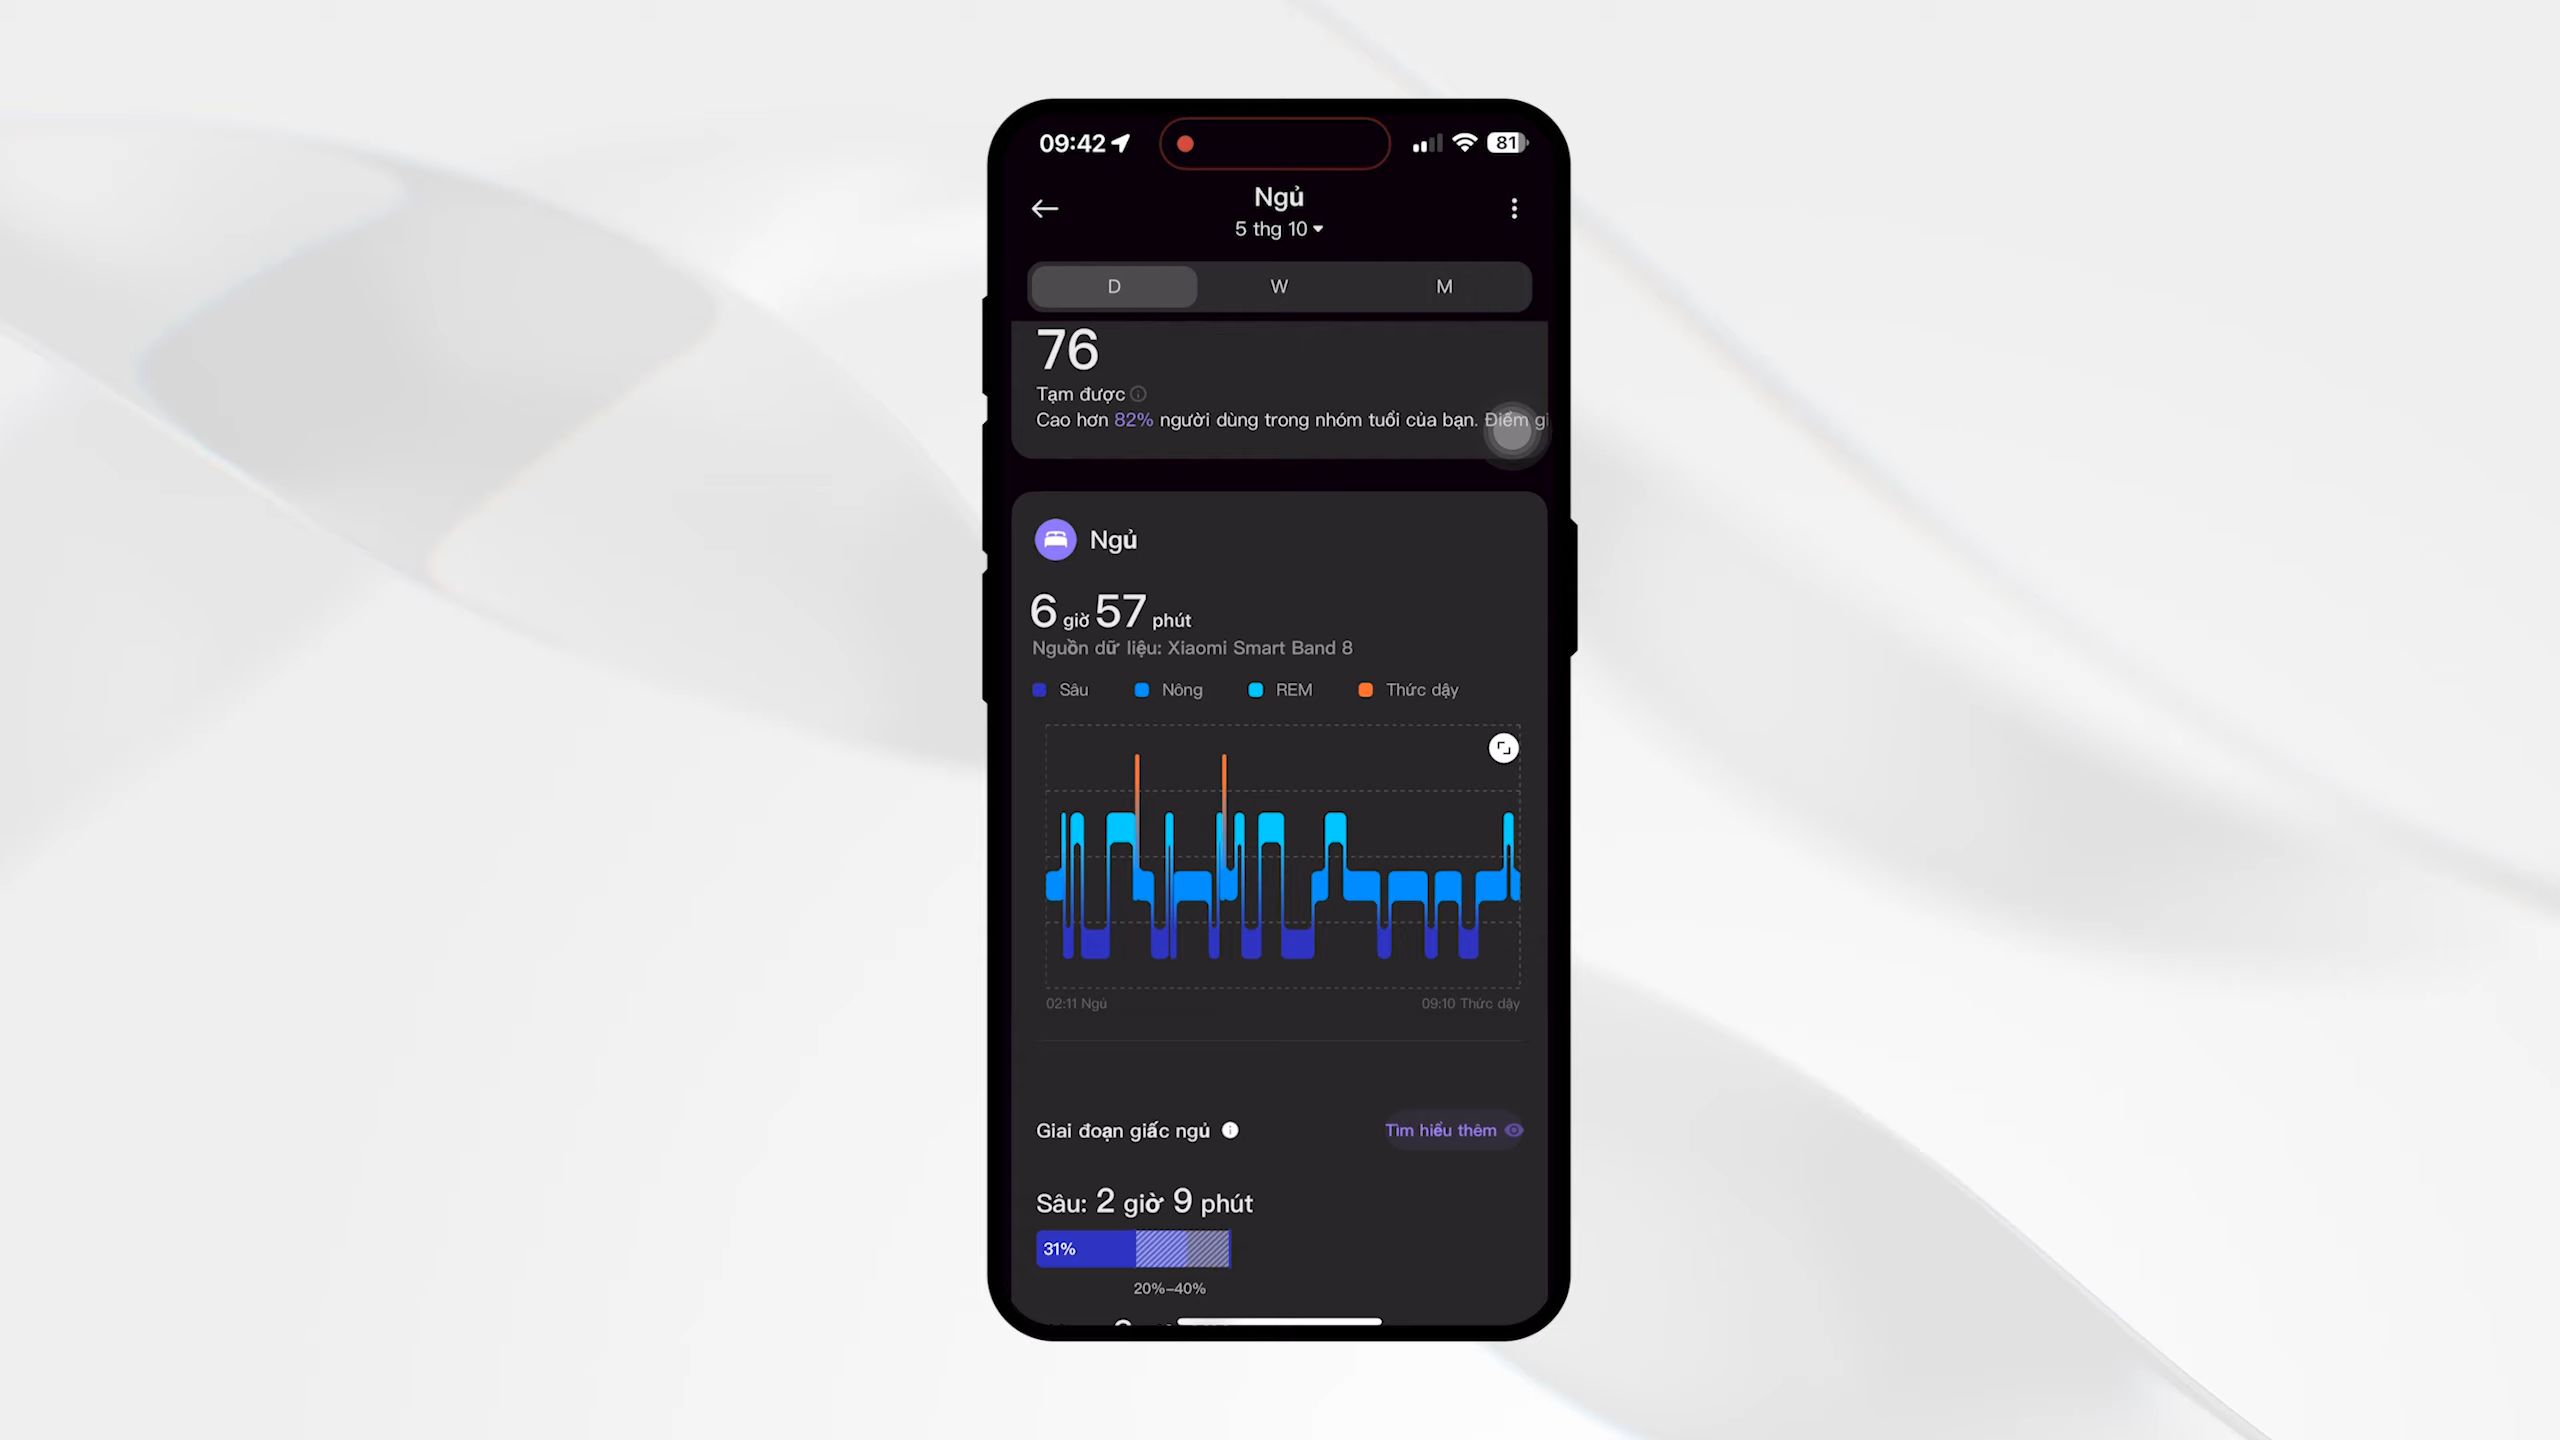 09:42
81
Ngủ
5 thg 10
D W M
76
Tạm được
Cao hơn 82% người dùng trong nhóm tuổi của bạn. Điểm gi
Ngủ
6 giờ 57 phút
Nguồn dữ liệu: Xiaomi Smart Band 8
Sâu Nông REM Thức dậy
02:11 Ngủ 09:10 Thức dậy
Giai đoạn giấc ngủ Tìm hiểu thêm
Sâu: 2 giờ 9 phút
31%
20%–40%